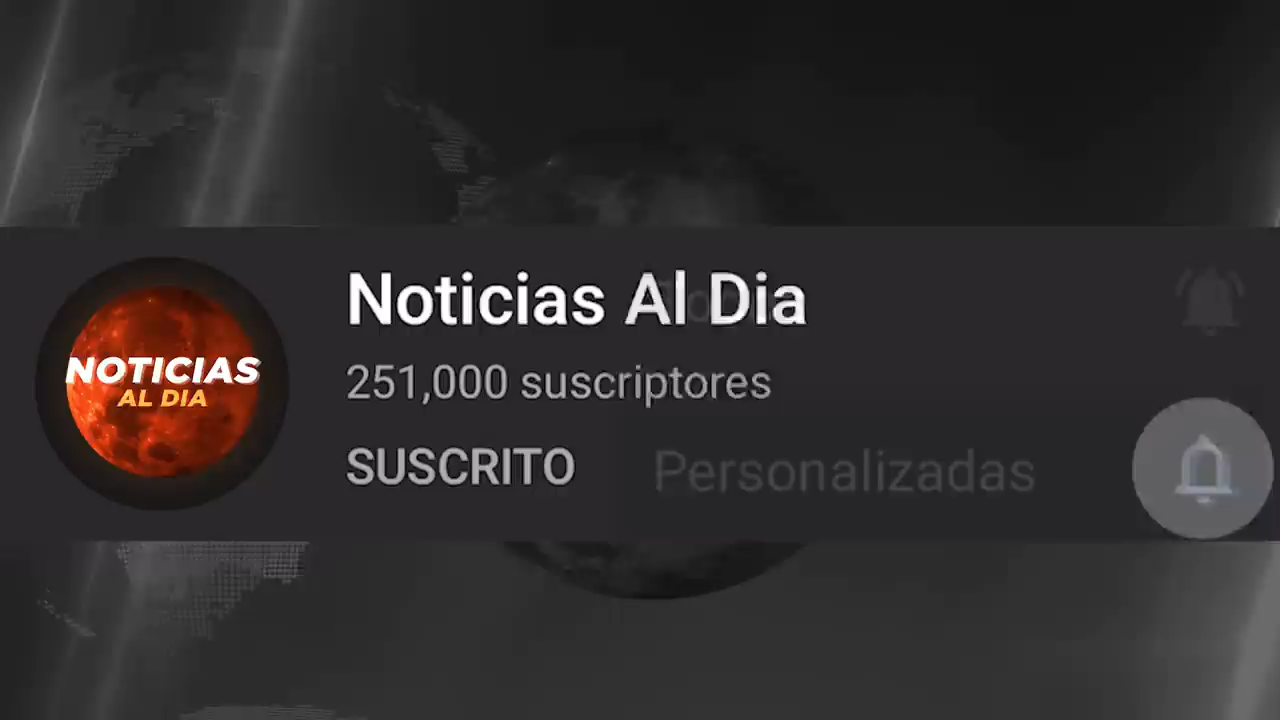 NOTICIAS
AL DIA
Noticias Al Dia
251,000 suscriptores
SUSCRITO
Personalizadas